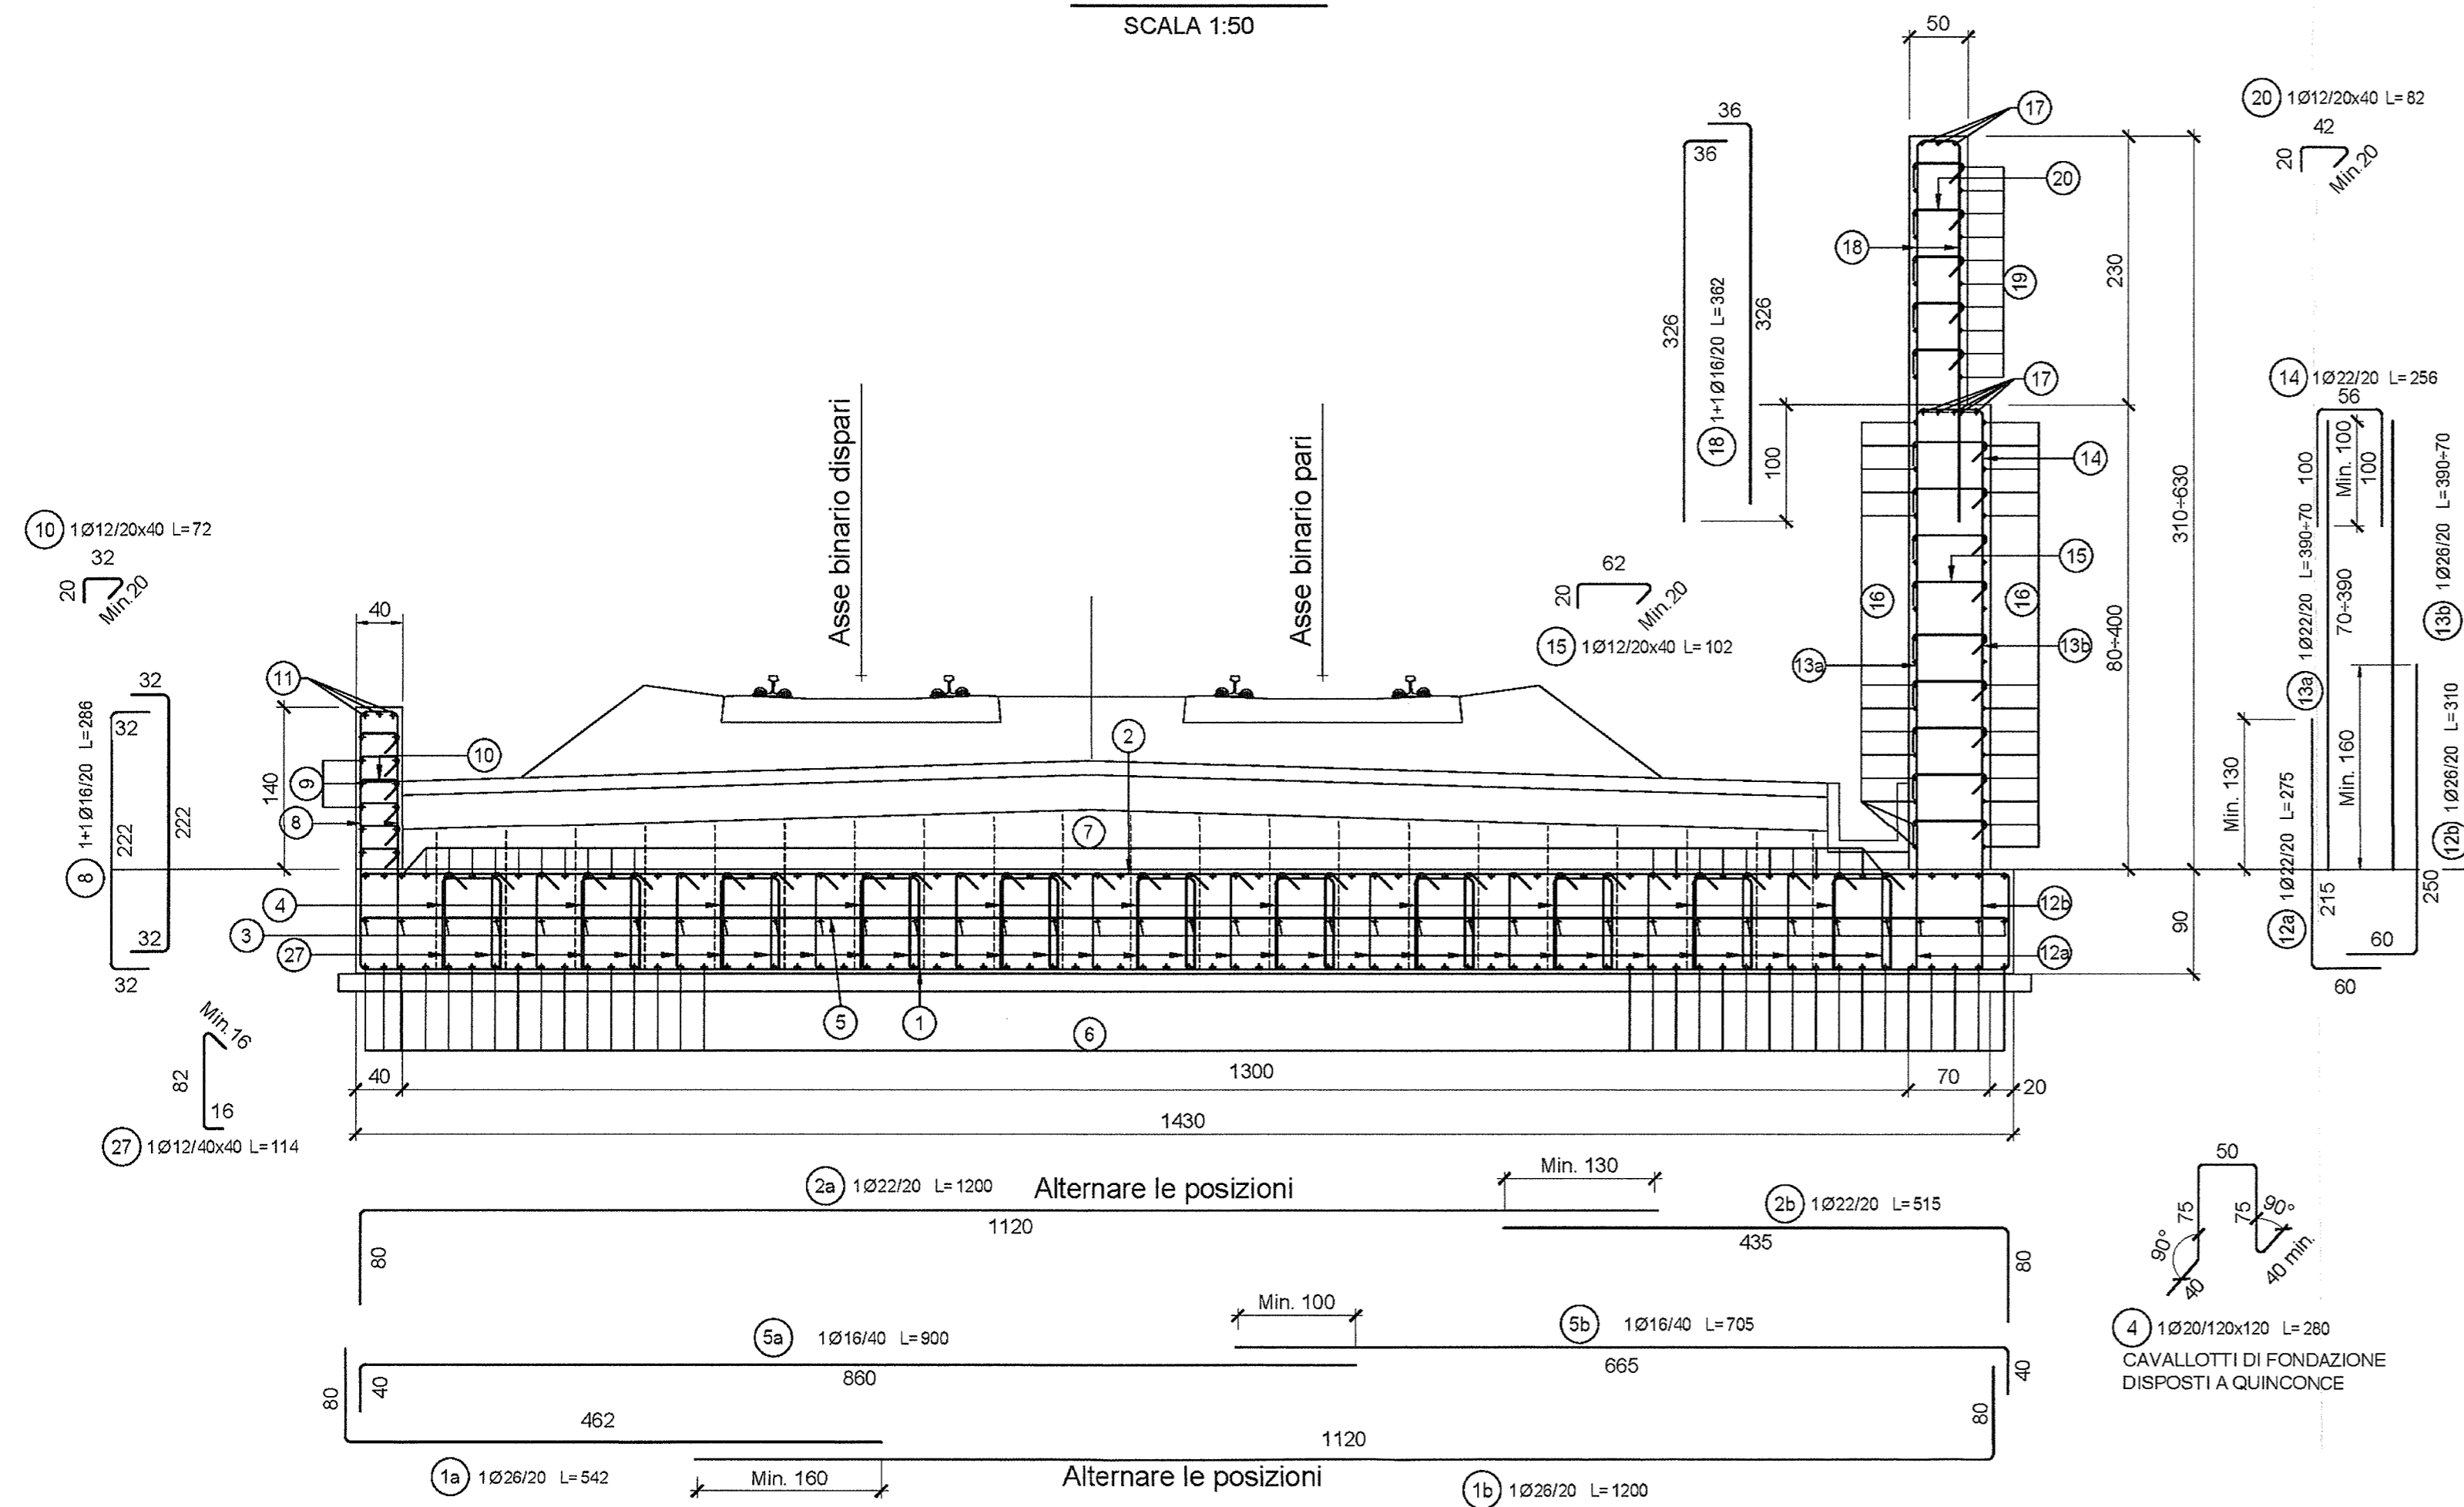 SCALA 1:50
50
20 1Ø12/20x40 L=82
42
20
Min.20
36
36
17
20
18
19
326
326
18 1+1Ø16/20 L=362
100
230
310÷630
17
14
15
16
16
13a
13b
80÷400
90
14 1Ø22/20 L=256
56
100
Min. 100
100
70÷390
13a 1Ø22/20 L=390÷70
13b 1Ø26/20 L=390÷70
Min. 160
Min. 130
12a 1Ø22/20 L=275
12b 1Ø26/20 L=310
215
250
60
60
Asse binario dispari
Asse binario pari
10 1Ø12/20x40 L=72
32
20
Min.20
62
20
Min.20
15 1Ø12/20x40 L=102
40
11
10
9
8
140
32
32
222
222
32
32
8 1+1Ø16/20 L=286
2
7
4
3
27
12b
12a
5
1
6
Min. 16
82
16
27 1Ø12/40x40 L=114
40
1300
70
20
1430
2a 1Ø22/20 L=1200
Alternare le posizioni
Min. 130
2b 1Ø22/20 L=515
1120
435
80
80
5a 1Ø16/40 L=900
Min. 100
5b 1Ø16/40 L=705
860
665
40
40
80
80
462
1120
1a 1Ø26/20 L=542
Min. 160
Alternare le posizioni
1b 1Ø26/20 L=1200
50
75
75
90°
90°
40
40 min.
4 1Ø20/120x120 L=280
CAVALLOTTI DI FONDAZIONE
DISPOSTI A QUINCONCE